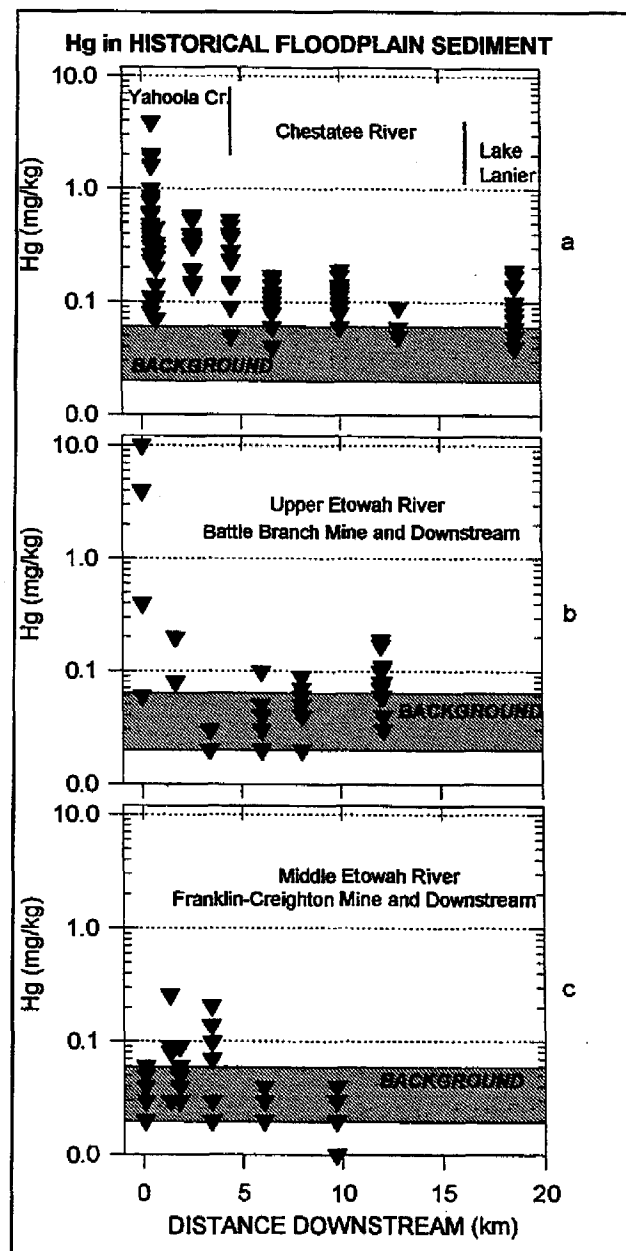 Hg in HISTORICAL FLOODPLAIN SEDIMENT
10.0
1.0
0.1
0.0
Hg (mg/kg)
Yahoola Cr.
Chestatee River
Lake
Lanier
BACKGROUND
a
10.0
1.0
0.1
0.0
Hg (mg/kg)
Upper Etowah River
Battle Branch Mine and Downstream
BACKGROUND
b
10.0
1.0
0.1
0.0
Hg (mg/kg)
Middle Etowah River
Franklin-Creighton Mine and Downstream
BACKGROUND
c
0 5 10 15 20
DISTANCE DOWNSTREAM (km)